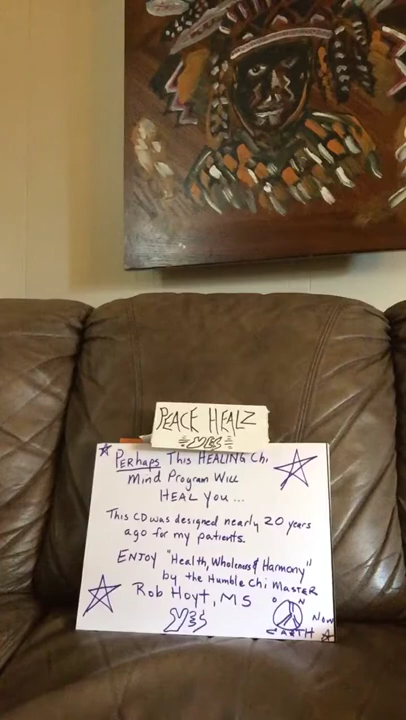 PEACE HEALZ
Perhaps This HEALING Chi
Mind Program Will
HEAL You...
This CD was designed nearly 20 years
ago for my patients.
ENJOY "Health, Wholeness & Harmony"
by the Humble Chi MASTER
Rob Hoyt, MS
ON
EARTH
Now